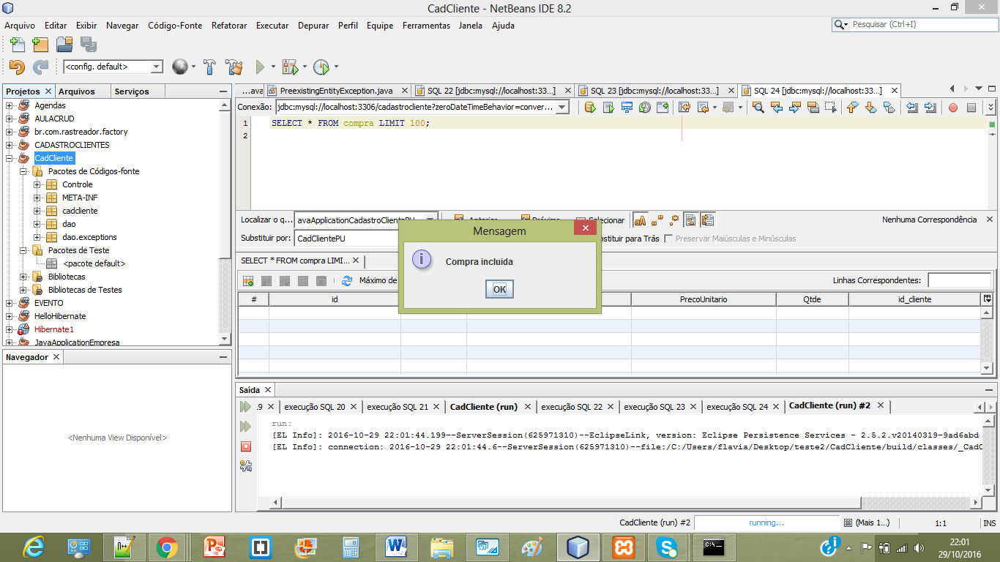 CadCliente - NetBeans IDE 8.2
Arquivo Editar Exibir Navegar Código-Fonte Refatorar Executar Depurar Perfil Equipe Ferramentas Janela Ajuda
Pesquisar (Ctrl+I)
<config. default>
Projetos Arquivos Serviços
Agendas
AULACRUD
br.com.rastreador.factory
CADASTROCLIENTES
CadCliente
Pacotes de Códigos-fonte
Controle
META-INF
cadcliente
dao
dao.exceptions
Pacotes de Teste
<pacote default>
Bibliotecas
Bibliotecas de Testes
EVENTO
HelloHibernate
Hibernate1
JavaApplicationEmpresa
Navegador
<Nenhuma View Disponível>
...ava PreexistingEntityException.java SQL 22 [jdbc:mysql://localhost:33...] SQL 23 [jdbc:mysql://localhost:33...] SQL 24 [jdbc:mysql://localhost:33...]
Conexão: jdbc:mysql://localhost:3306/cadastrocliente?zeroDateTimeBehavior=conver...
1 SELECT * FROM compra LIMIT 100;
2
Localizar o q... avaApplicationCadastroClientePU Anterior Próximo Selecionar Nenhuma Correspondência
Substituir por: CadClientePU stituir para Trás Preservar Maiúsculas e Minúsculas
Mensagem
Compra incluida
OK
SELECT * FROM compra LIMI...
Máximo de Linhas Correspondentes:
# id PrecoUnitario Qtde id_cliente
Saída
.9 execução SQL 20 execução SQL 21 CadCliente (run) execução SQL 22 execução SQL 23 execução SQL 24 CadCliente (run) #2
run:
[EL Info]: 2016-10-29 22:01:44.199--ServerSession(625971310)--EclipseLink, version: Eclipse Persistence Services - 2.5.2.v20140319-9ad6abd
[EL Info]: connection: 2016-10-29 22:01:44.6--ServerSession(625971310)--file:/C:/Users/flavia/Desktop/teste2/CadCliente/build/classes/_CadC
CadCliente (run) #2 running... (Mais 1...) 1:1 INS
22:01
29/10/2016